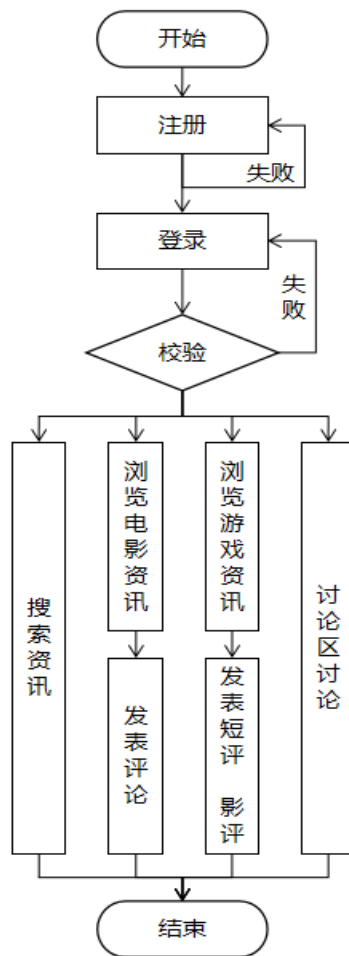 开始
注册
失败
登录
失败
校验
搜索资讯
浏览电影资讯
浏览游戏资讯
讨论区讨论
发表评论
发表短评 影评
结束